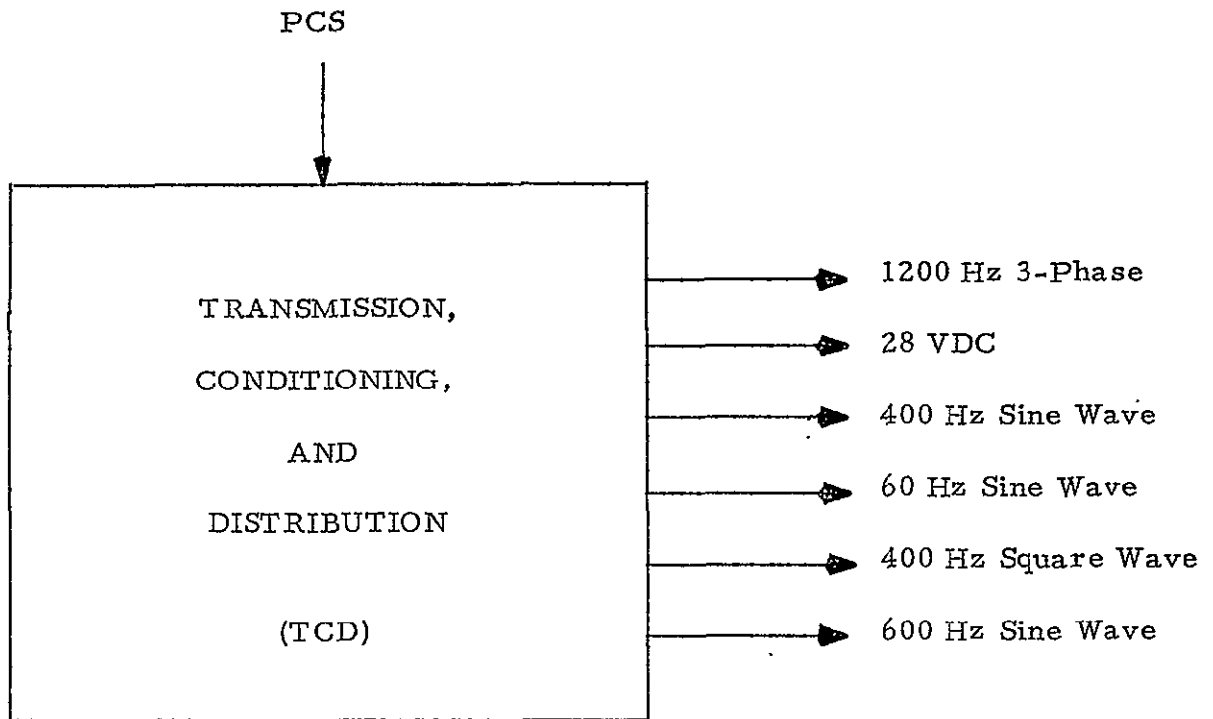 PCS
TRANSMISSION,
CONDITIONING,
AND
DISTRIBUTION
(TCD)
1200 Hz 3-Phase
28 VDC
400 Hz Sine Wave
60 Hz Sine Wave
400 Hz Square Wave
600 Hz Sine Wave